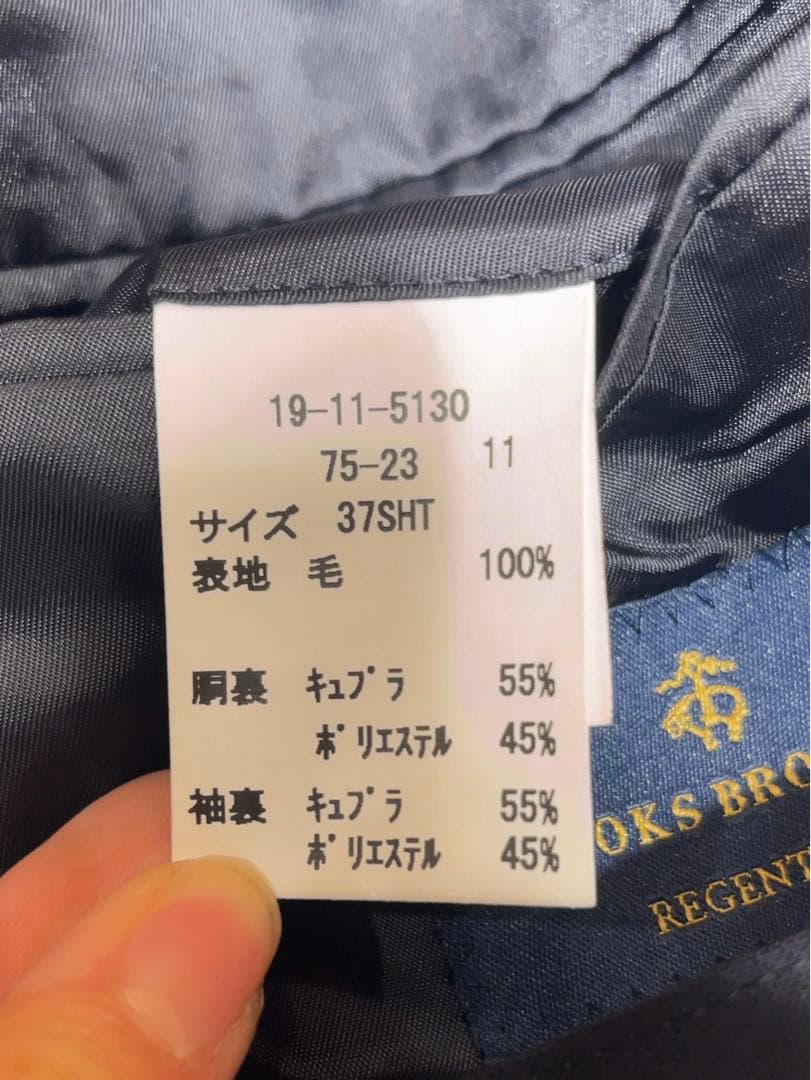 19-11-5130
75-23 11
サイズ 37SHT
表地 毛 100%
胴裏 ｷｭﾌﾟﾗ 55%
ﾎﾟﾘｴｽﾃﾙ 45%
袖裏 ｷｭﾌﾟﾗ 55%
ﾎﾟﾘｴｽﾃﾙ 45%
OKS BRO
REGENT